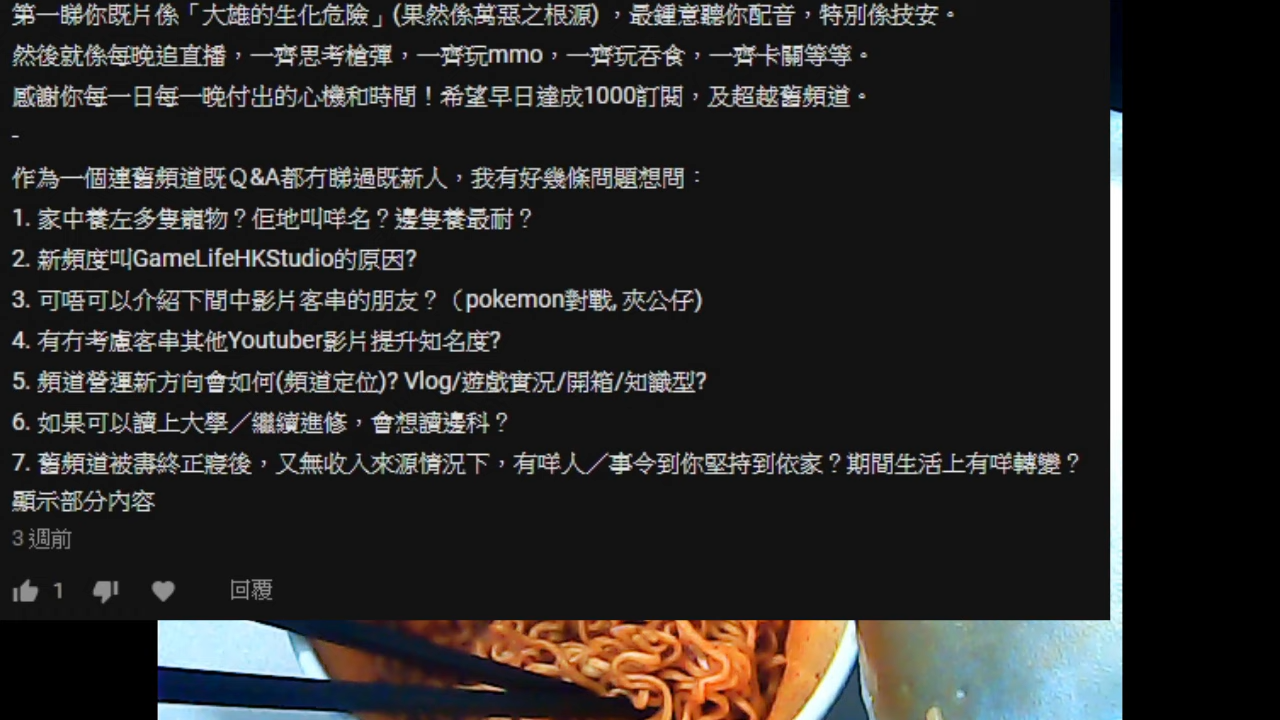 第一睇你既片係「大雄的生化危險」(果然係萬惡之根源) ，最鍾意聽你配音，特別係技安。
然後就係每晚追直播，一齊思考槍彈，一齊玩mmo，一齊玩吞食，一齊卡關等等。
感謝你每一日每一晚付出的心機和時間！希望早日達成1000訂閱，及超越舊頻道。
-
作為一個連舊頻道既Q&A都冇睇過既新人，我有好幾條問題想問：
1. 家中養左多隻寵物？佢地叫咩名？邊隻養最耐？
2. 新頻度叫GameLifeHKStudio的原因?
3. 可唔可以介紹下間中影片客串的朋友？（pokemon對戰, 夾公仔)
4. 有冇考慮客串其他Youtuber影片提升知名度?
5. 頻道營運新方向會如何(頻道定位)? Vlog/遊戲實況/開箱/知識型?
6. 如果可以讀上大學／繼續進修，會想讀邊科？
7. 舊頻道被壽終正寢後，又無收入來源情況下，有咩人／事令到你堅持到依家？期間生活上有咩轉變？
顯示部分內容
3 週前
1 回覆